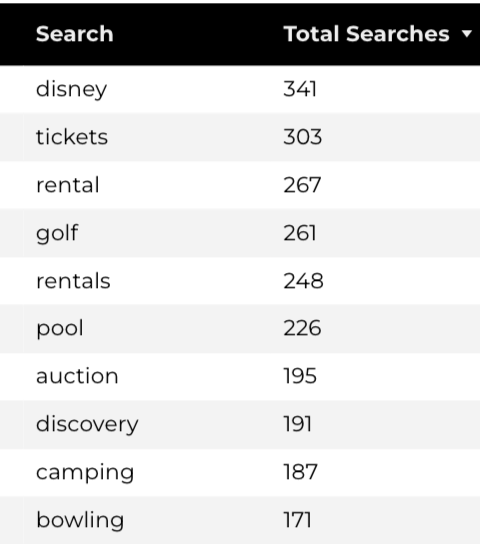 Search Total Searches ▼
disney 341
tickets 303
rental 267
golf 261
rentals 248
pool 226
auction 195
discovery 191
camping 187
bowling 171